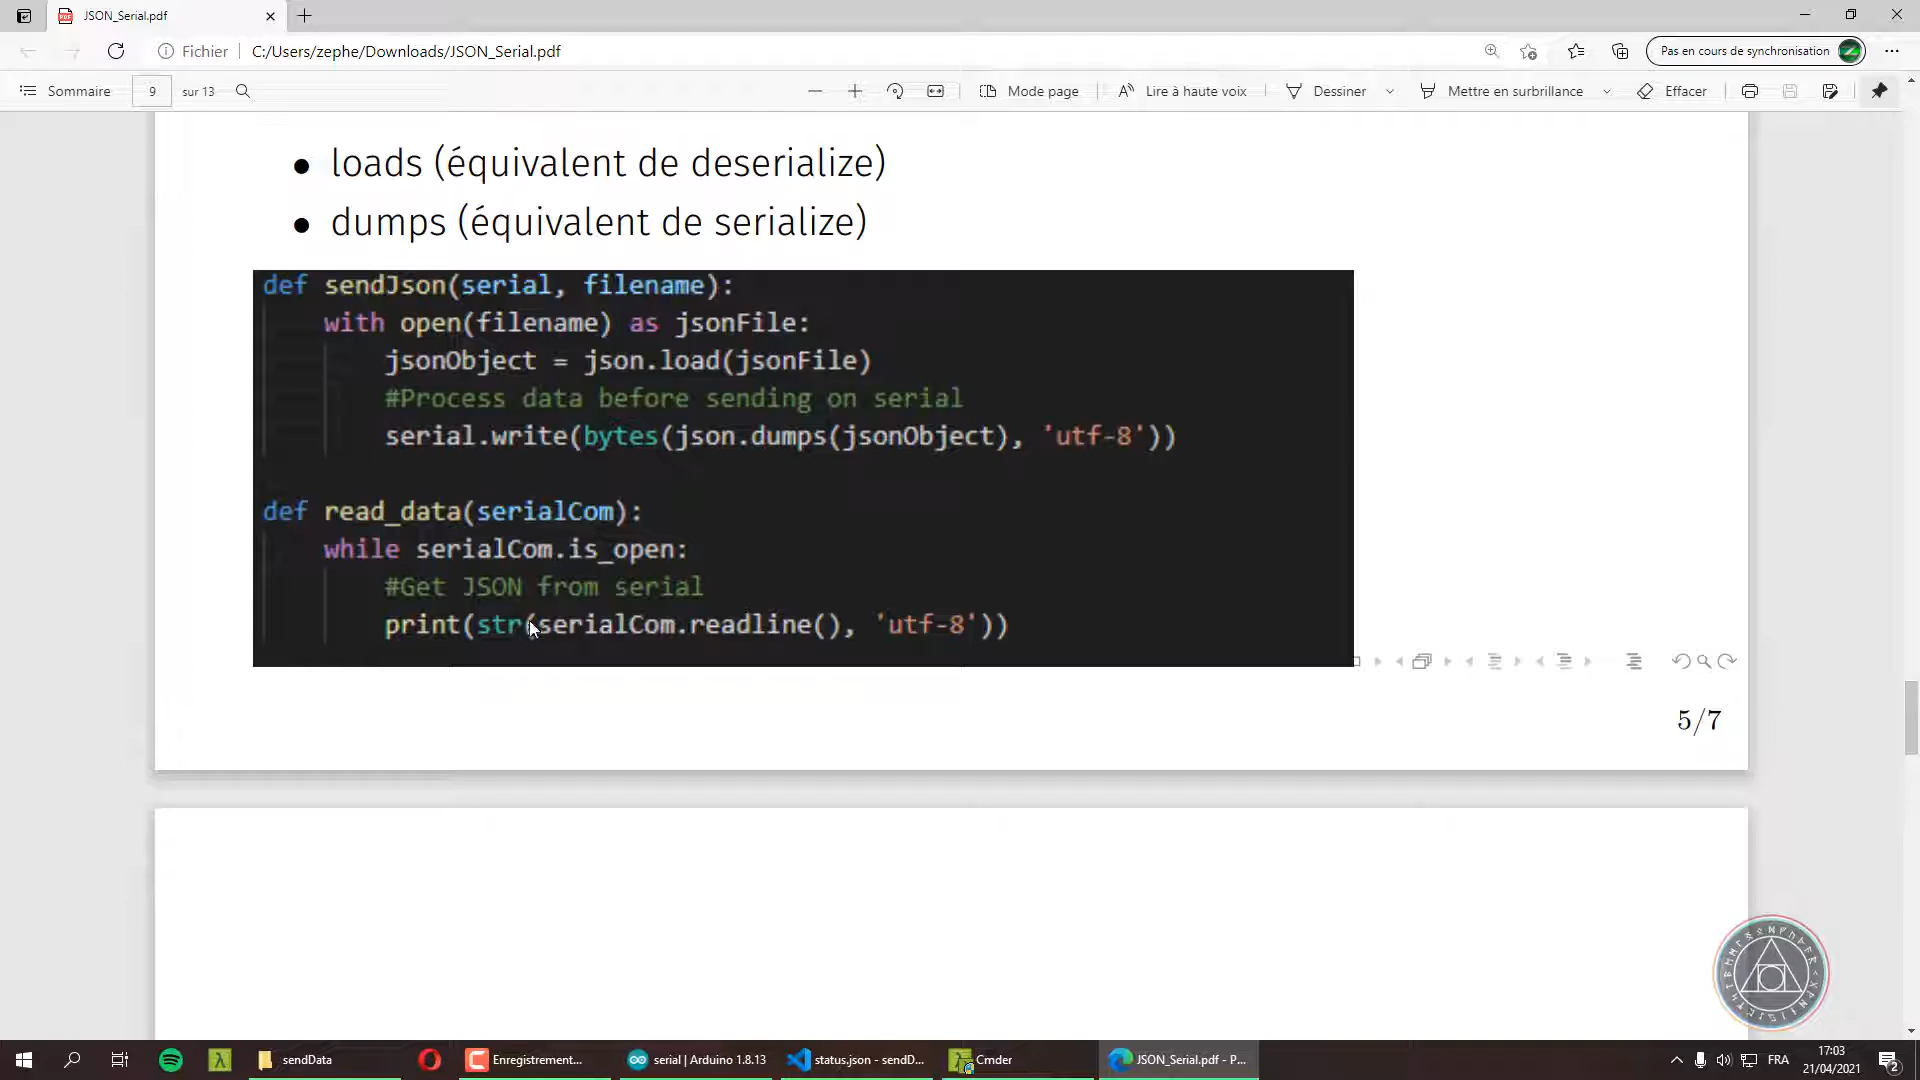 JSON_Serial.pdf
Fichier
C:/Users/zephe/Downloads/JSON_Serial.pdf
Pas en cours de synchronisation
Sommaire
9
sur 13
Mode page
Lire à haute voix
Dessiner
Mettre en surbrillance
Effacer
• loads (équivalent de deserialize)
• dumps (équivalent de serialize)
def sendJson(serial, filename):
with open(filename) as jsonFile:
jsonObject = json.load(jsonFile)
#Process data before sending on serial
serial.write(bytes(json.dumps(jsonObject), 'utf-8'))
def read_data(serialCom):
while serialCom.is_open:
#Get JSON from serial
print(str(serialCom.readline(), 'utf-8'))
5/7
sendData
Enregistrement...
serial | Arduino 1.8.13
status.json - sendD...
Cmder
JSON_Serial.pdf - P...
FRA
17:03
21/04/2021
2